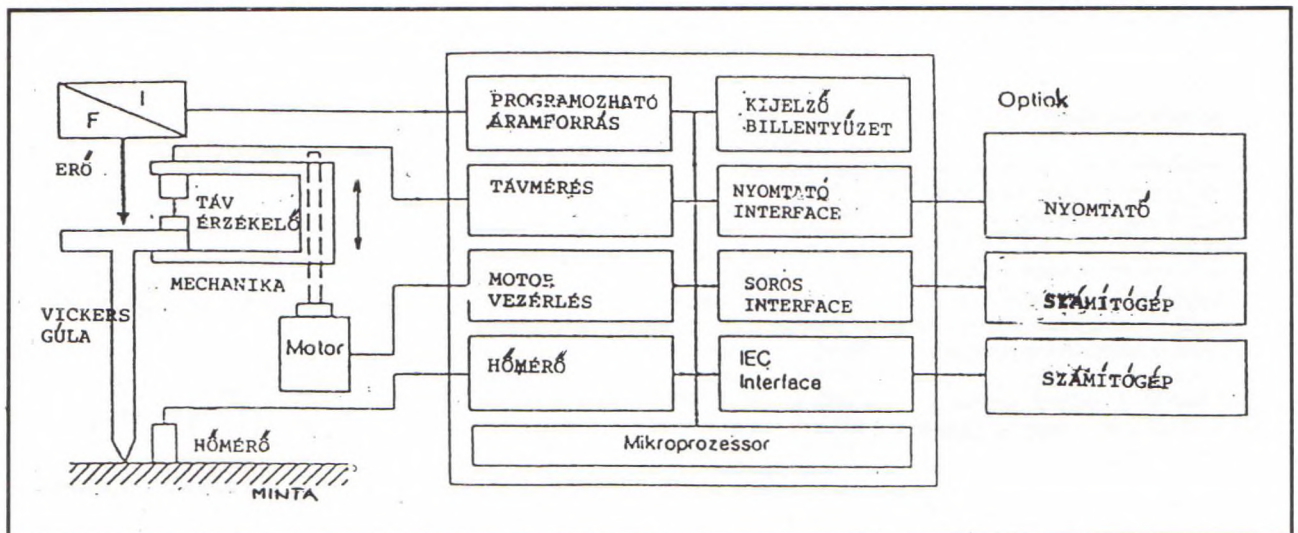 I
F
ERŐ
TÁV
ÉRZÉKELŐ
MECHANIKA
VICKERS
GÚLA
Motor
HŐMÉRŐ
MINTA
PROGRAMOZHATÓ
ÁRAMFORRÁS
TÁVMÉRÉS
MOTOR
VEZÉRLÉS
HŐMÉRŐ
KIJELZŐ
BILLENTYŰZET
NYOMTATÓ
INTERFACE
SOROS
INTERFACE
IEC
Interface
Mikroprozessor
Optiok
NYOMTATÓ
SZÁMÍTÓGÉP
SZÁMÍTÓGÉP